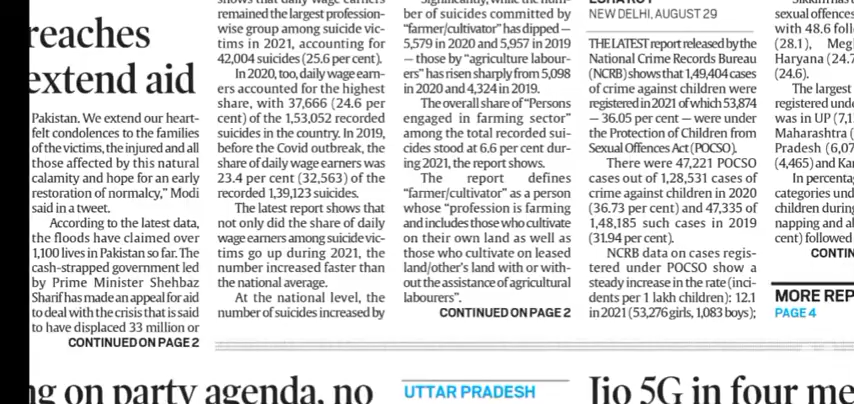 reaches
extend aid
Pakistan. We extend our heart-
felt condolences to the families
of the victims, the injured and all
those affected by this natural
calamity and hope for an early
restoration of normalcy," Modi
said in a tweet.
According to the latest data,
the floods have claimed over
1,100 lives in Pakistan so far. The
cash-strapped government led
by Prime Minister Shehbaz
Sharif has made an appeal for aid
to deal with the crisis that is said
to have displaced 33 million or
CONTINUED ON PAGE 2
remained the largest profession-
wise group among suicide vic-
tims in 2021, accounting for
42,004 suicides (25.6 per cent).
In 2020, too, daily wage earn-
ers accounted for the highest
share, with 37,666 (24.6 per
cent) of the 1,53,052 recorded
suicides in the country. In 2019,
before the Covid outbreak, the
share of daily wage earners was
23.4 per cent (32,563) of the
recorded 1,39,123 suicides.
The latest report shows that
not only did the share of daily
wage earners among suicide vic-
tims go up during 2021, the
number increased faster than
the national average.
At the national level, the
number of suicides increased by
Significantly, while the num-
ber of suicides committed by
"farmer/cultivator" has dipped —
5,579 in 2020 and 5,957 in 2019
— those by "agriculture labour-
ers" has risen sharply from 5,098
in 2020 and 4,324 in 2019.
The overall share of "Persons
engaged in farming sector"
among the total recorded sui-
cides stood at 6.6 per cent dur-
ing 2021, the report shows.
The report defines
"farmer/cultivator" as a person
whose "profession is farming
and includes those who cultivate
on their own land as well as
those who cultivate on leased
land/other's land with or with-
out the assistance of agricultural
labourers".
CONTINUED ON PAGE 2
NEW DELHI, AUGUST 29
THE LATEST report released by the
National Crime Records Bureau
(NCRB) shows that 1,49,404 cases
of crime against children were
registered in 2021 of which 53,874
— 36.05 per cent — were under
the Protection of Children from
Sexual Offences Act (POCSO).
There were 47,221 POCSO
cases out of 1,28,531 cases of
crime against children in 2020
(36.73 per cent) and 47,335 of
1,48,185 such cases in 2019
(31.94 per cent).
NCRB data on cases regis-
tered under POCSO show a
steady increase in the rate (inci-
dents per 1 lakh children): 12.1
in 2021 (53,276 girls, 1,083 boys);
sexual offences
with 48.6 follo
(28.1), Megh
Haryana (24.7
(24.6).
The largest
registered unde
was in UP (7,1
Maharashtra (
Pradesh (6,07
(4,465) and Kar
In percenta
categories und
children during
napping and al
cent) followed
CONTIN
MORE REP
PAGE 4
ng on party agenda, no
UTTAR PRADESH
Jio 5G in four me